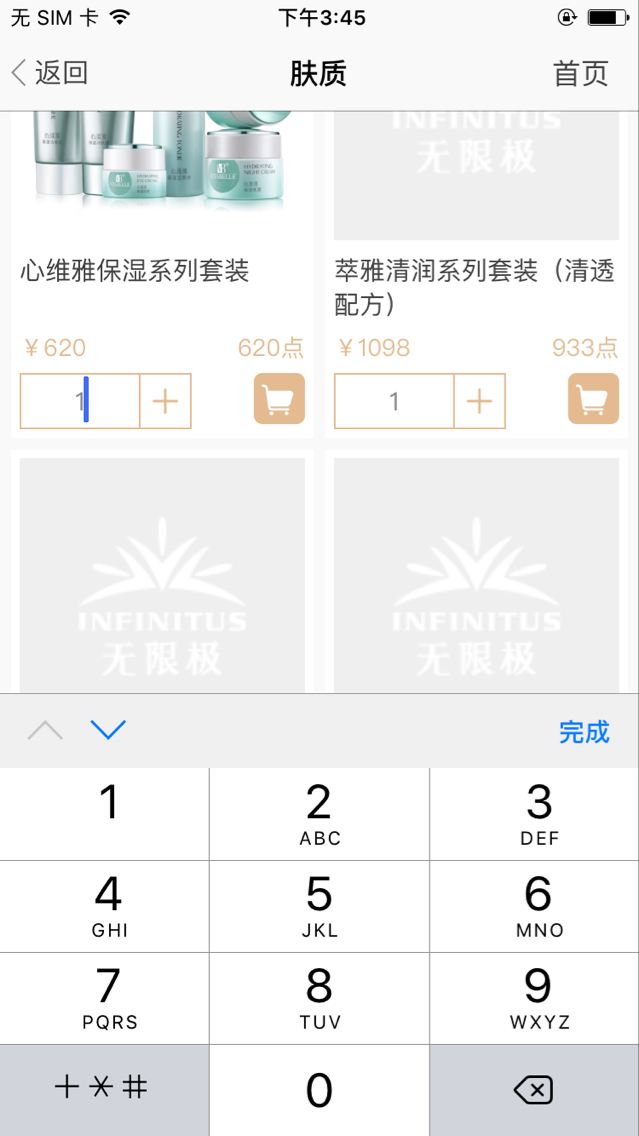 无 SIM 卡
下午3:45
返回
肤质
首页
INFINITUS
无限极
HYDRATING
NIGHT CREAM
心维雅保湿系列套装
萃雅清润系列套装（清透
配方）
￥620
620点
￥1098
933点
1
+
1
+
INFINITUS
无限极
INFINITUS
无限极
完成
1
2
ABC
3
DEF
4
GHI
5
JKL
6
MNO
7
PQRS
8
TUV
9
WXYZ
+*#
0